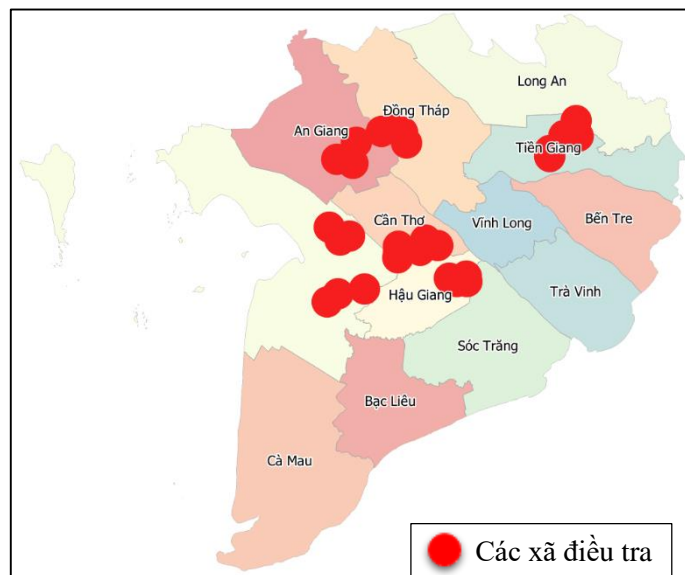 Long An
Đồng Tháp
An Giang
Tiền Giang
Cần Thơ
Vĩnh Long
Bến Tre
Hậu Giang
Trà Vinh
Sóc Trăng
Bạc Liêu
Cà Mau
Các xã điều tra